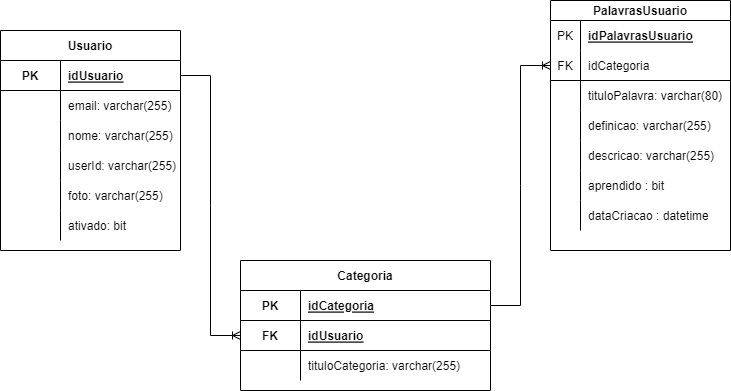 Usuario
PK idUsuario
email: varchar(255)
nome: varchar(255)
userId: varchar(255)
foto: varchar(255)
ativado: bit
Categoria
PK idCategoria
FK idUsuario
tituloCategoria: varchar(255)
PalavrasUsuario
PK idPalavrasUsuario
FK idCategoria
tituloPalavra: varchar(80)
definicao: varchar(255)
descricao: varchar(255)
aprendido : bit
dataCriacao : datetime